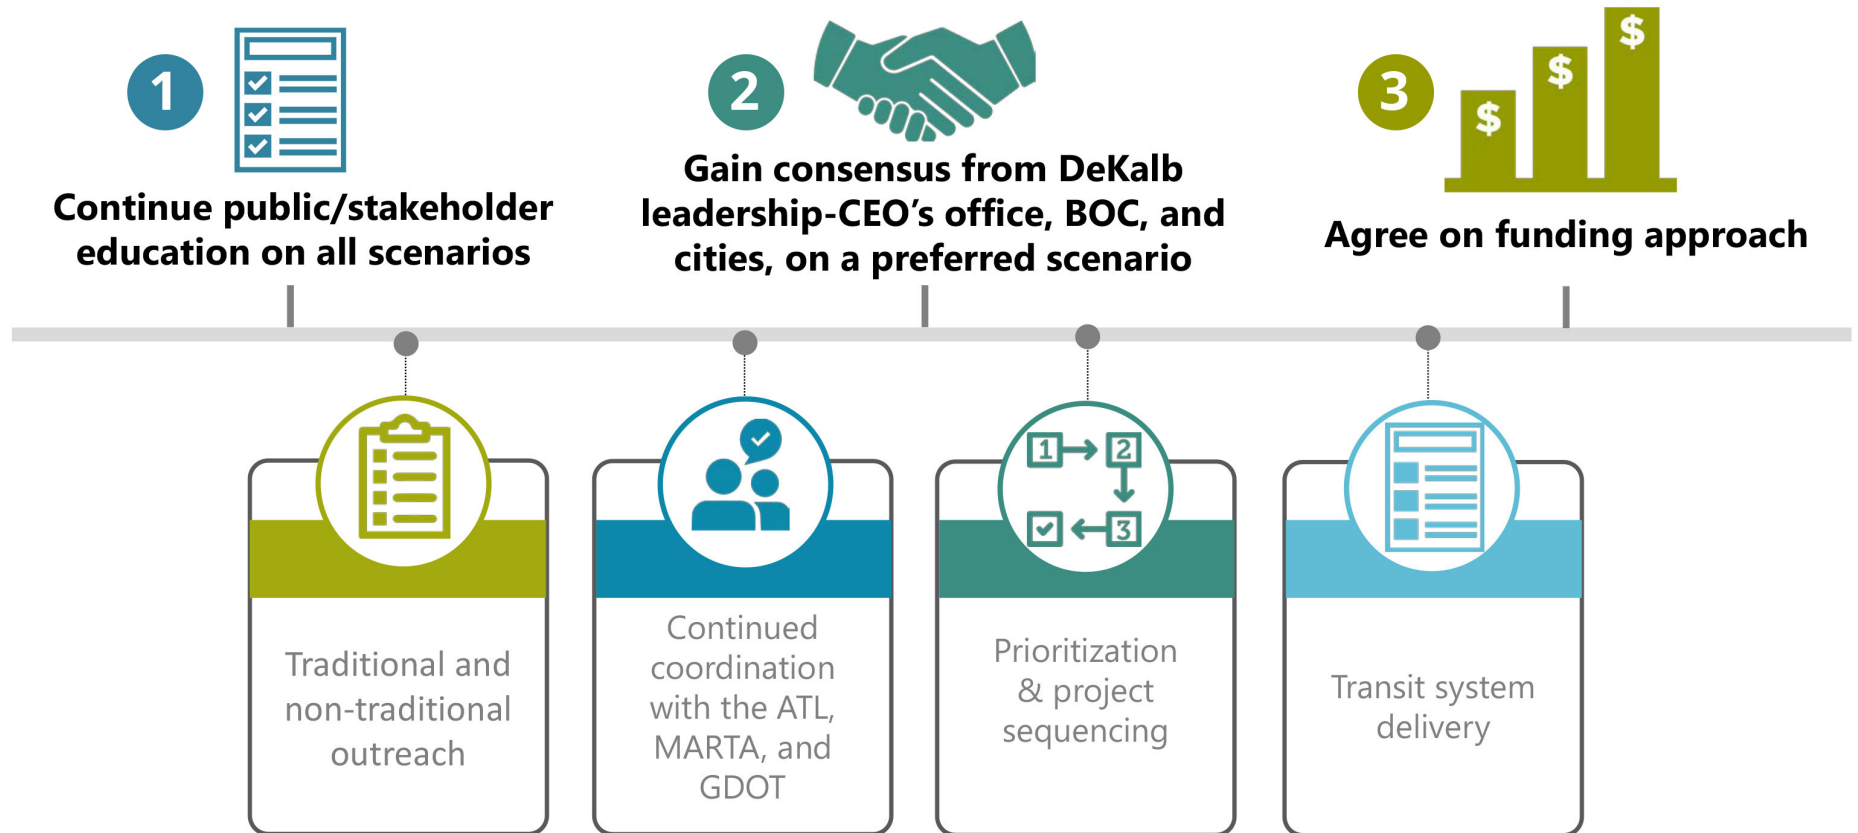 1
Continue public/stakeholder
education on all scenarios
2
Gain consensus from DeKalb
leadership-CEO's office, BOC, and
cities, on a preferred scenario
3
$ $ $
Agree on funding approach
Traditional and
non-traditional
outreach
Continued
coordination
with the ATL,
MARTA, and
GDOT
1 2
3
Prioritization
& project
sequencing
Transit system
delivery